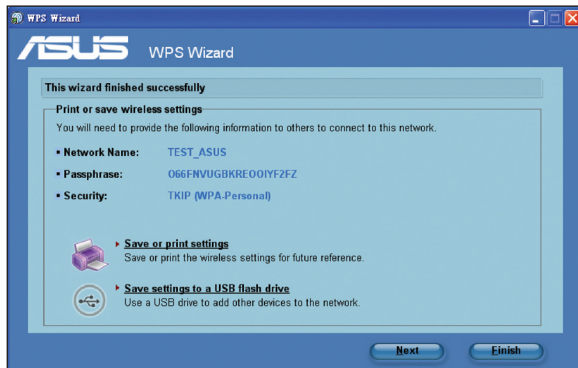 WPS Wizard
ASUS WPS Wizard
This wizard finished successfully
Print or save wireless settings
You will need to provide the following information to others to connect to this network.
▪ Network Name: TEST_ASUS
▪ Passphrase: O66FNVUGBKREOOIYF2FZ
▪ Security: TKIP (WPA-Personal)
Save or print settings
Save or print the wireless settings for future reference.
Save settings to a USB flash drive
Use a USB drive to add other devices to the network.
Next Finish